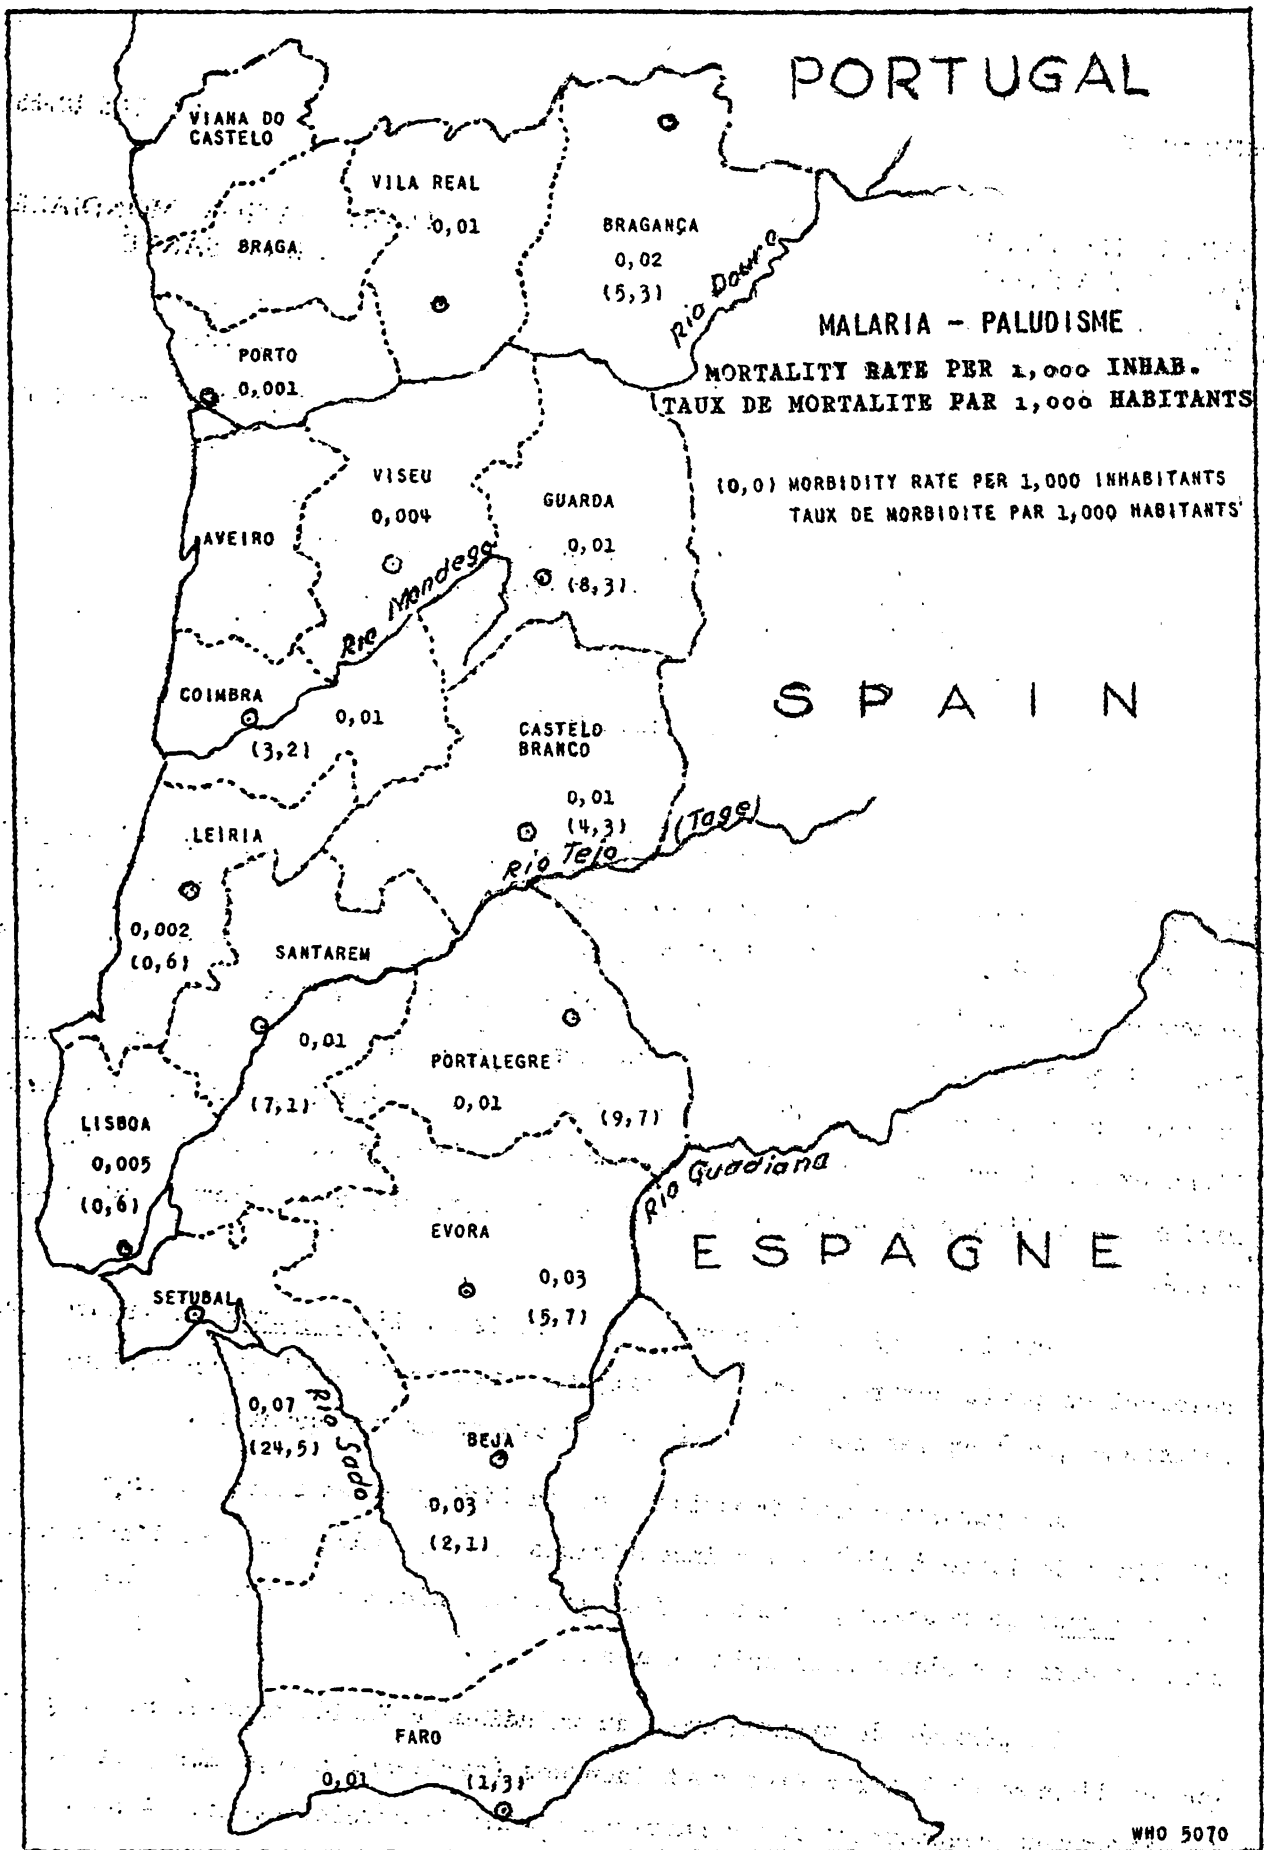 PORTUGAL
VIANA DO
CASTELO
VILA REAL
0,01
BRAGANÇA
0,02
(5,3)
BRAGA
Rio Douro
MALARIA - PALUDISME
MORTALITY RATE PER 1,000 INHAB.
TAUX DE MORTALITE PAR 1,000 HABITANTS
PORTO
0,001
(0,0) MORBIDITY RATE PER 1,000 INHABITANTS
TAUX DE MORBIDITE PAR 1,000 HABITANTS
VISEU
0,004
GUARDA
0,01
(8,3)
AVEIRO
Rio Mondego
COIMBRA
0,01
(3,2)
SPAIN
CASTELO
BRANCO
0,01
(4,3)
Rio Tejo (Tage)
LEIRIA
0,002
(0,6)
SANTAREM
0,01
(7,1)
PORTALEGRE
0,01
(9,7)
LISBOA
0,005
(0,6)
Rio Guadiana
EVORA
0,03
(5,7)
ESPAGNE
SETUBAL
0,07
(24,5)
Rio Sado
BEJA
0,03
(2,1)
FARO
0,01
(1,3)
WHO 5070